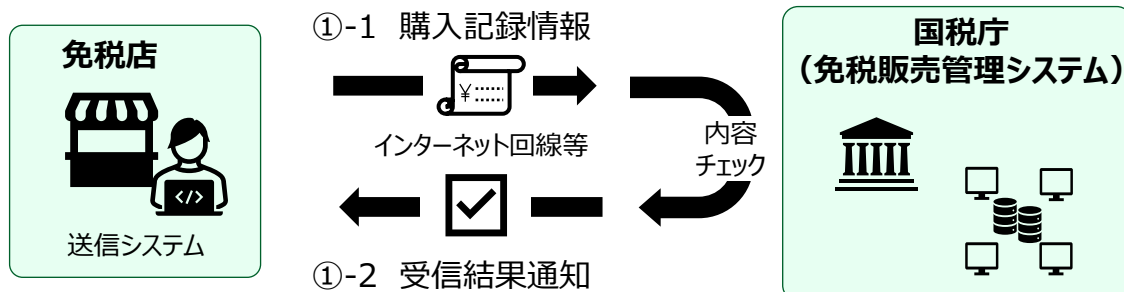 免税店
送信システム
①-1 購入記録情報
¥
インターネット回線等
内容
チェック
</>
①-2 受信結果通知
国税庁
（免税販売管理システム）